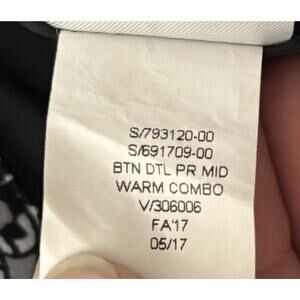 S/793120-00
S/691709-00
BTN DTL PR MID
WARM COMBO
V/306006
FA'17
05/17